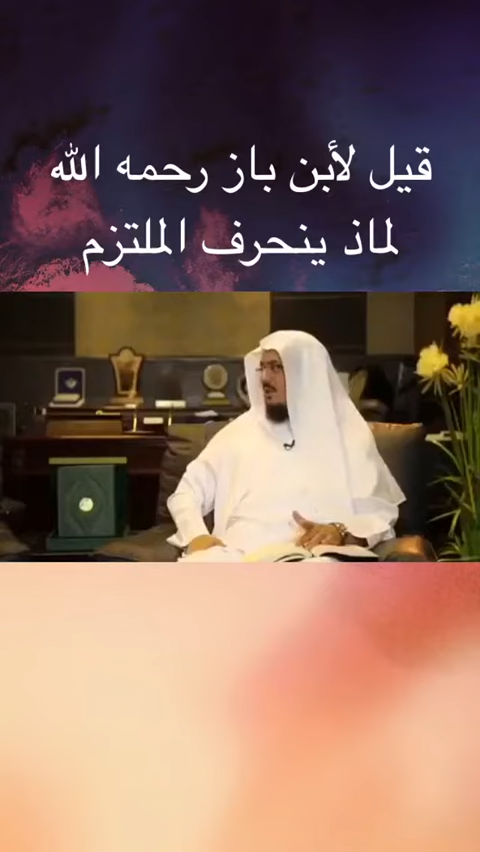 قيل لأبن باز رحمه الله
لماذ ينحرف الملتزم